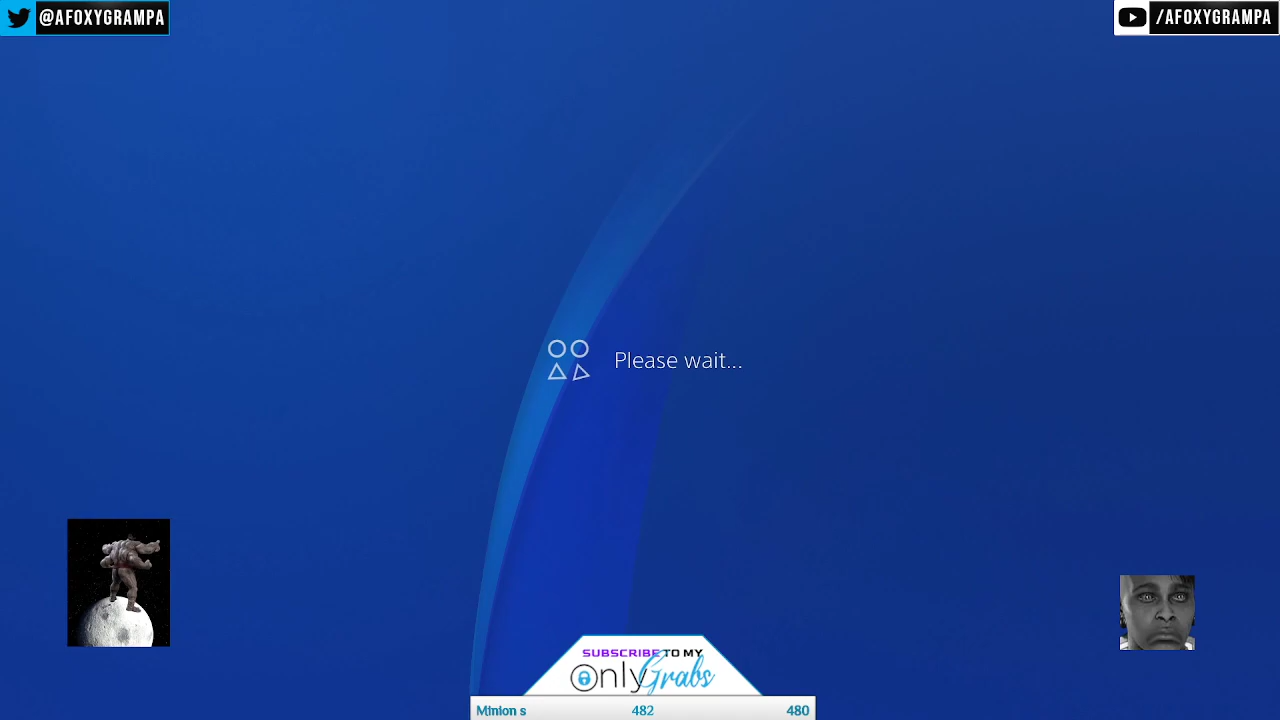 @AFOXYGRAMPA
/AFOXYGRAMPA
Please wait...
SUBSCRIBE TO MY
OnlyGrabs
Minion s 482 480